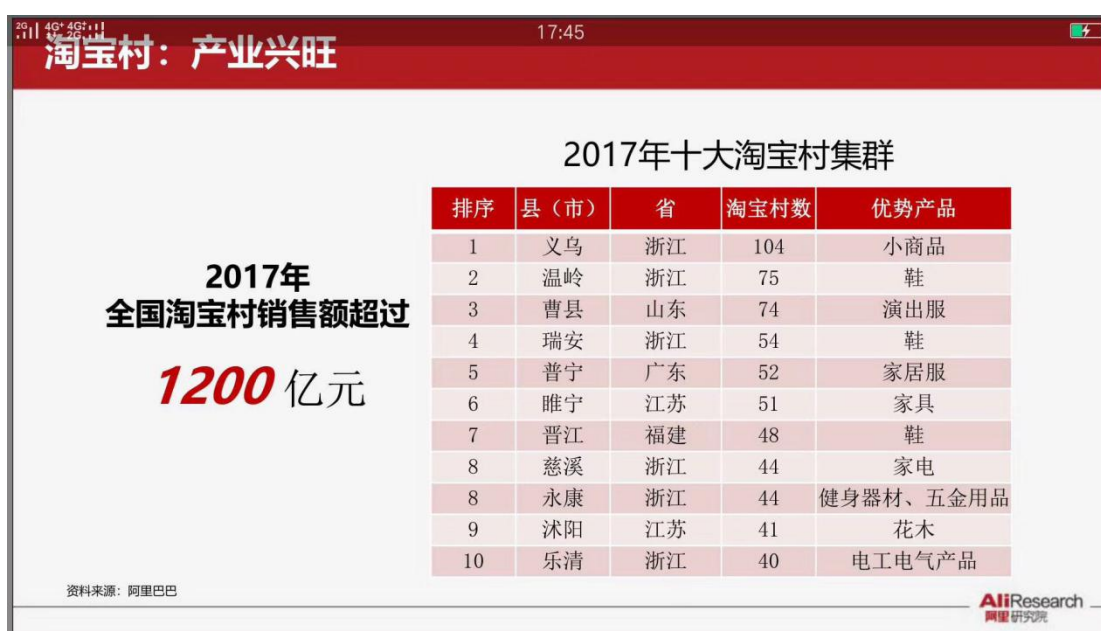 17:45
淘宝村：产业兴旺
2017年十大淘宝村集群
2017年
全国淘宝村销售额超过
1200亿元
排序 县（市） 省 淘宝村数 优势产品
1 义乌 浙江 104 小商品
2 温岭 浙江 75 鞋
3 曹县 山东 74 演出服
4 瑞安 浙江 54 鞋
5 普宁 广东 52 家居服
6 睢宁 江苏 51 家具
7 晋江 福建 48 鞋
8 慈溪 浙江 44 家电
8 永康 浙江 44 健身器材、五金用品
9 沭阳 江苏 41 花木
10 乐清 浙江 40 电工电气产品
资料来源：阿里巴巴
AliResearch
阿里研究院